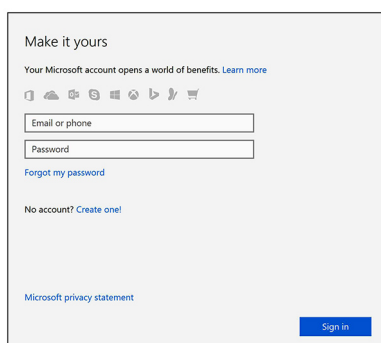 Make it yours
Your Microsoft account opens a world of benefits. Learn more
Email or phone
Password
Forgot my password
No account? Create one!
Microsoft privacy statement
Sign in